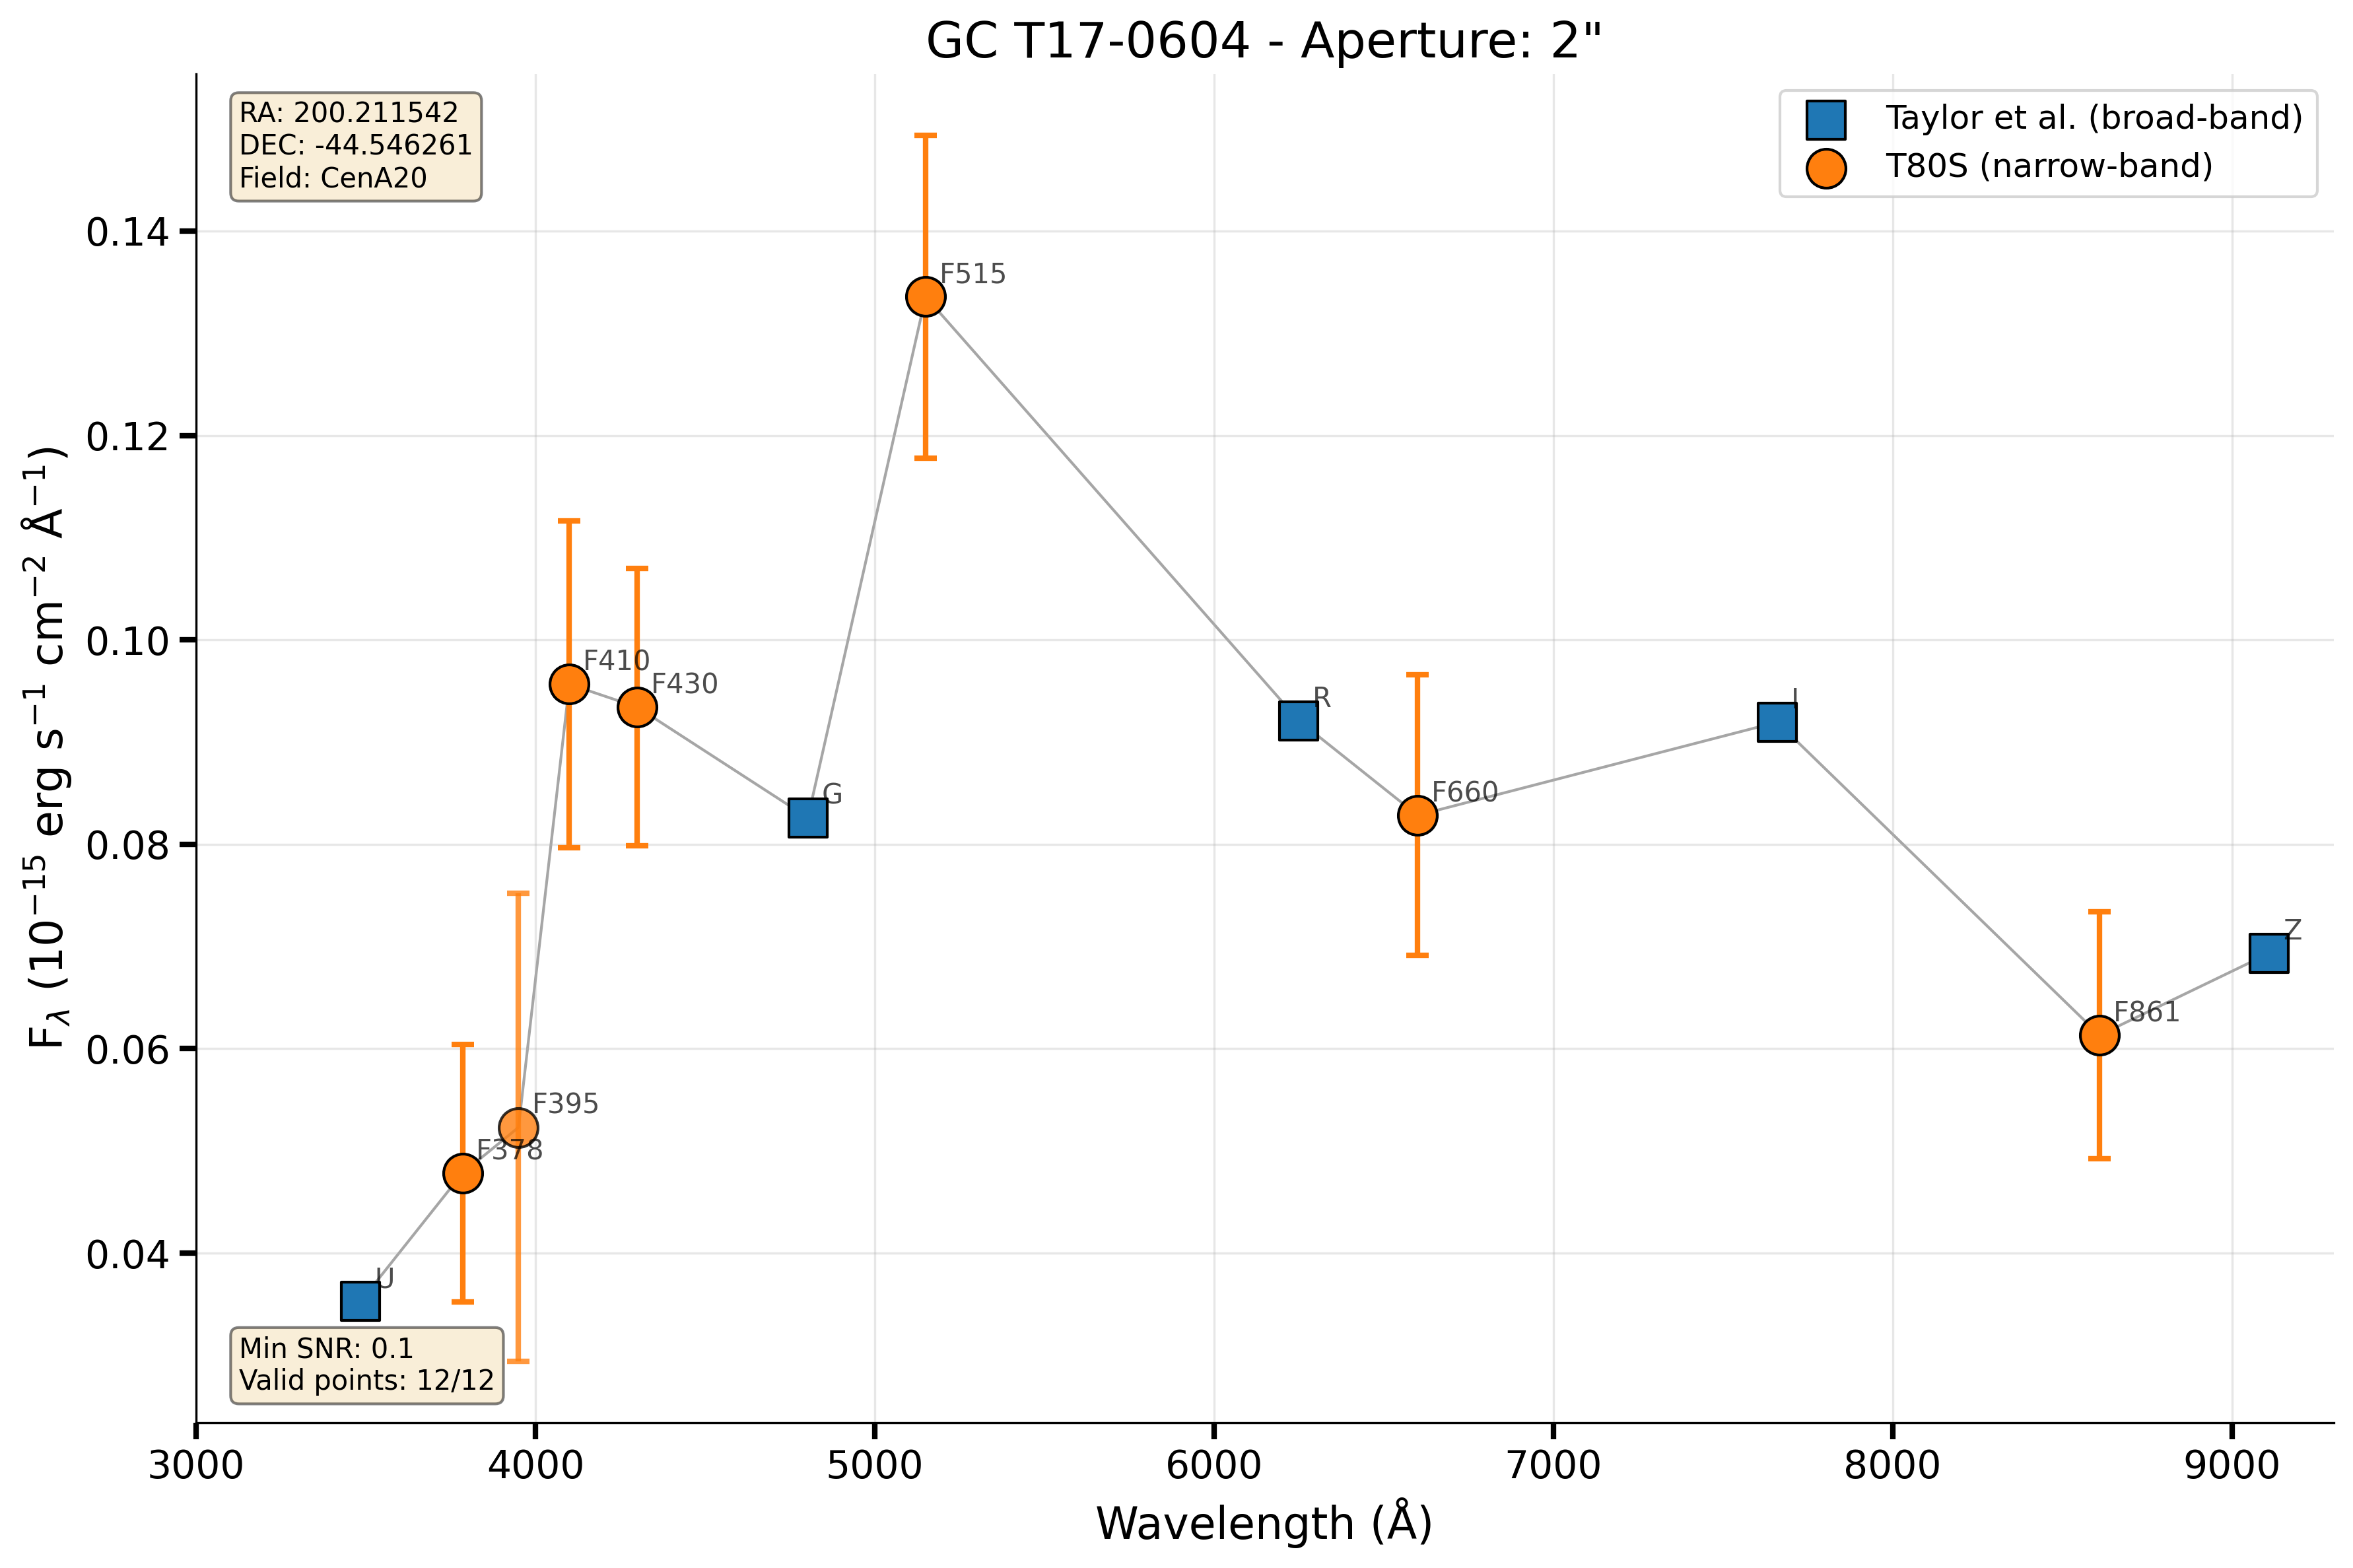 GC T17-0604 - Aperture: 2"
RA: 200.211542
DEC: -44.546261
Field: CenA20
Taylor et al. (broad-band)
T80S (narrow-band)
F515
F410
F430
G
R
F660
I
Z
F861
F395
F378
U
Min SNR: 0.1
Valid points: 12/12
0.14
0.12
0.10
0.08
0.06
0.04
F_λ (10⁻¹⁵ erg s⁻¹ cm⁻² Å⁻¹)
3000 4000 5000 6000 7000 8000 9000
Wavelength (Å)